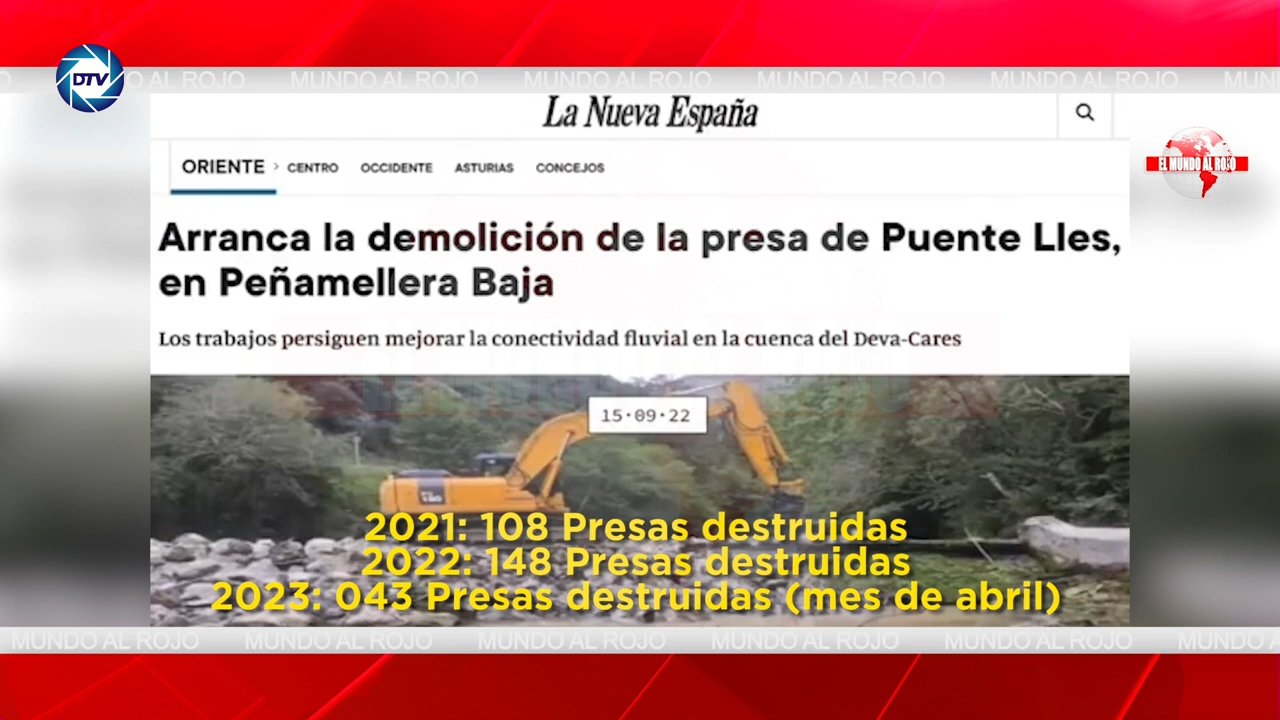 MUNDO AL ROJO MUNDO AL ROJO MUNDO AL ROJO MUNDO AL ROJO MUN
DTV
La Nueva España
EL MUNDO AL ROJO
ORIENTE > CENTRO OCCIDENTE ASTURIAS CONCEJOS
Arranca la demolición de la presa de Puente Lles,
en Peñamellera Baja
Los trabajos persiguen mejorar la conectividad fluvial en la cuenca del Deva-Cares
15·09·22
2021: 108 Presas destruidas
2022: 148 Presas destruidas
2023: 043 Presas destruidas (mes de abril)
MUNDO AL ROJO MUNDO AL ROJO MUNDO AL ROJO MUNDO AL ROJO MUNDO AL ROJO MUNDO A